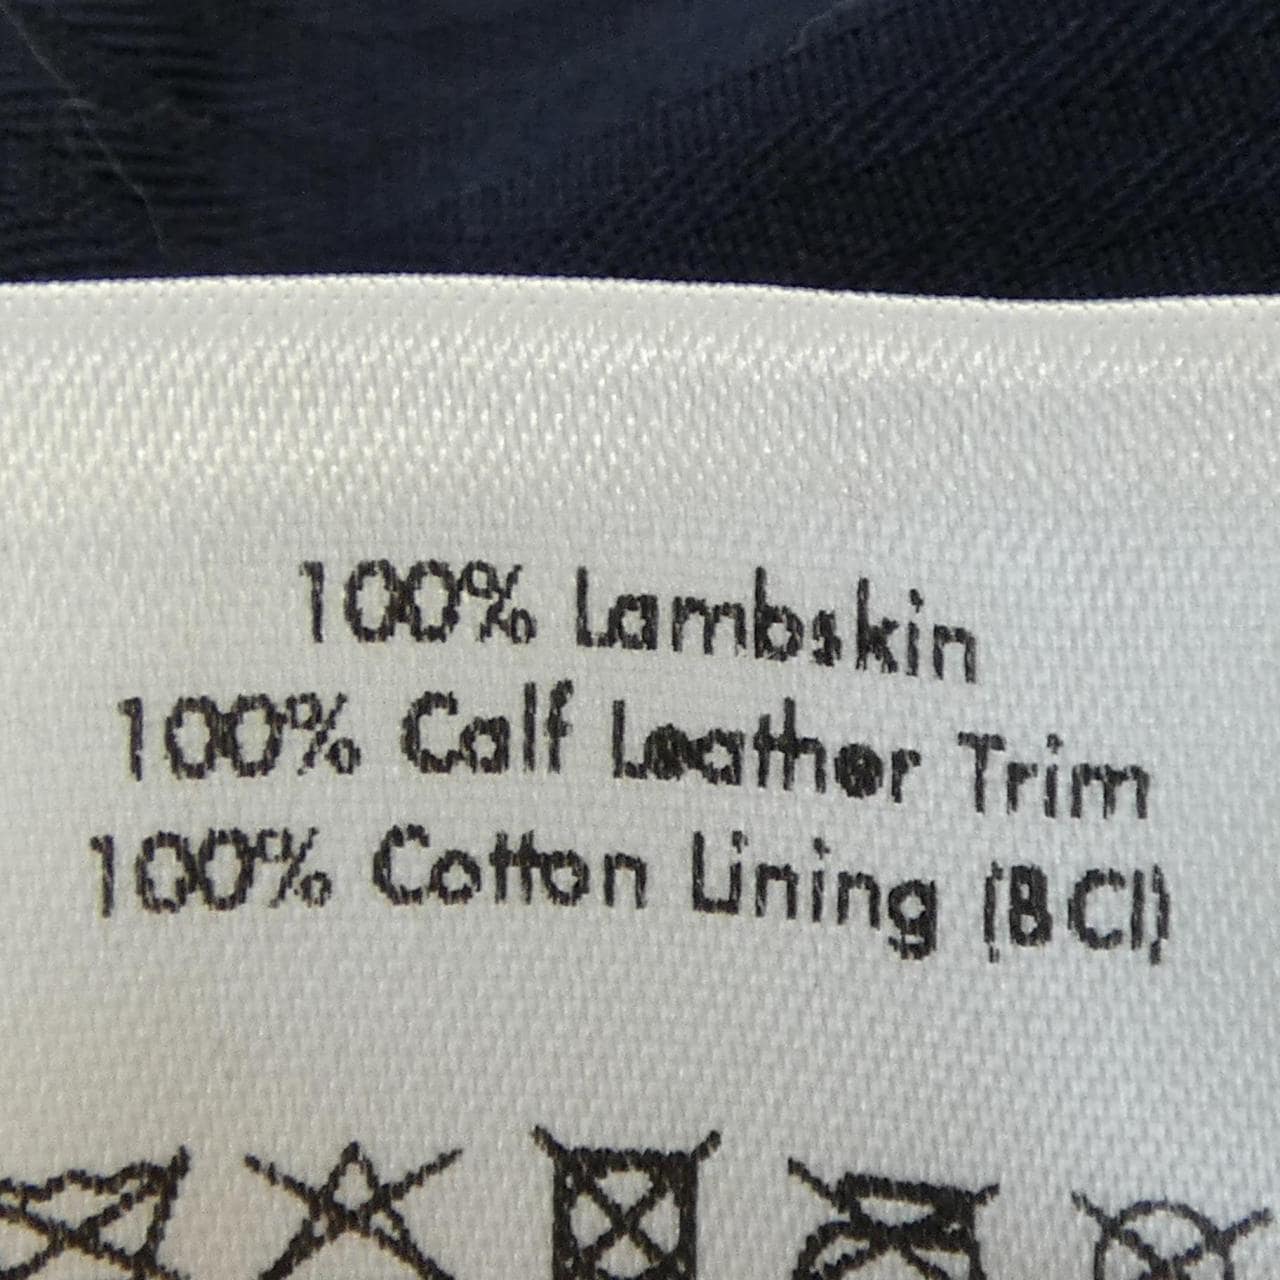 100% Lambskin
100% Calf Leather Trim
100% Cotton Lining (BCI)